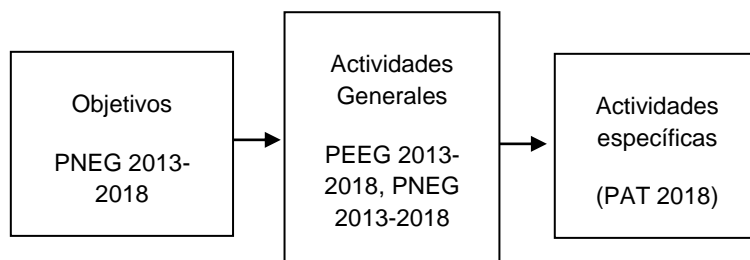 Objetivos
PNEG 2013-
2018
Actividades
Generales
PEEG 2013-
2018, PNEG
2013-2018
Actividades
específicas
(PAT 2018)